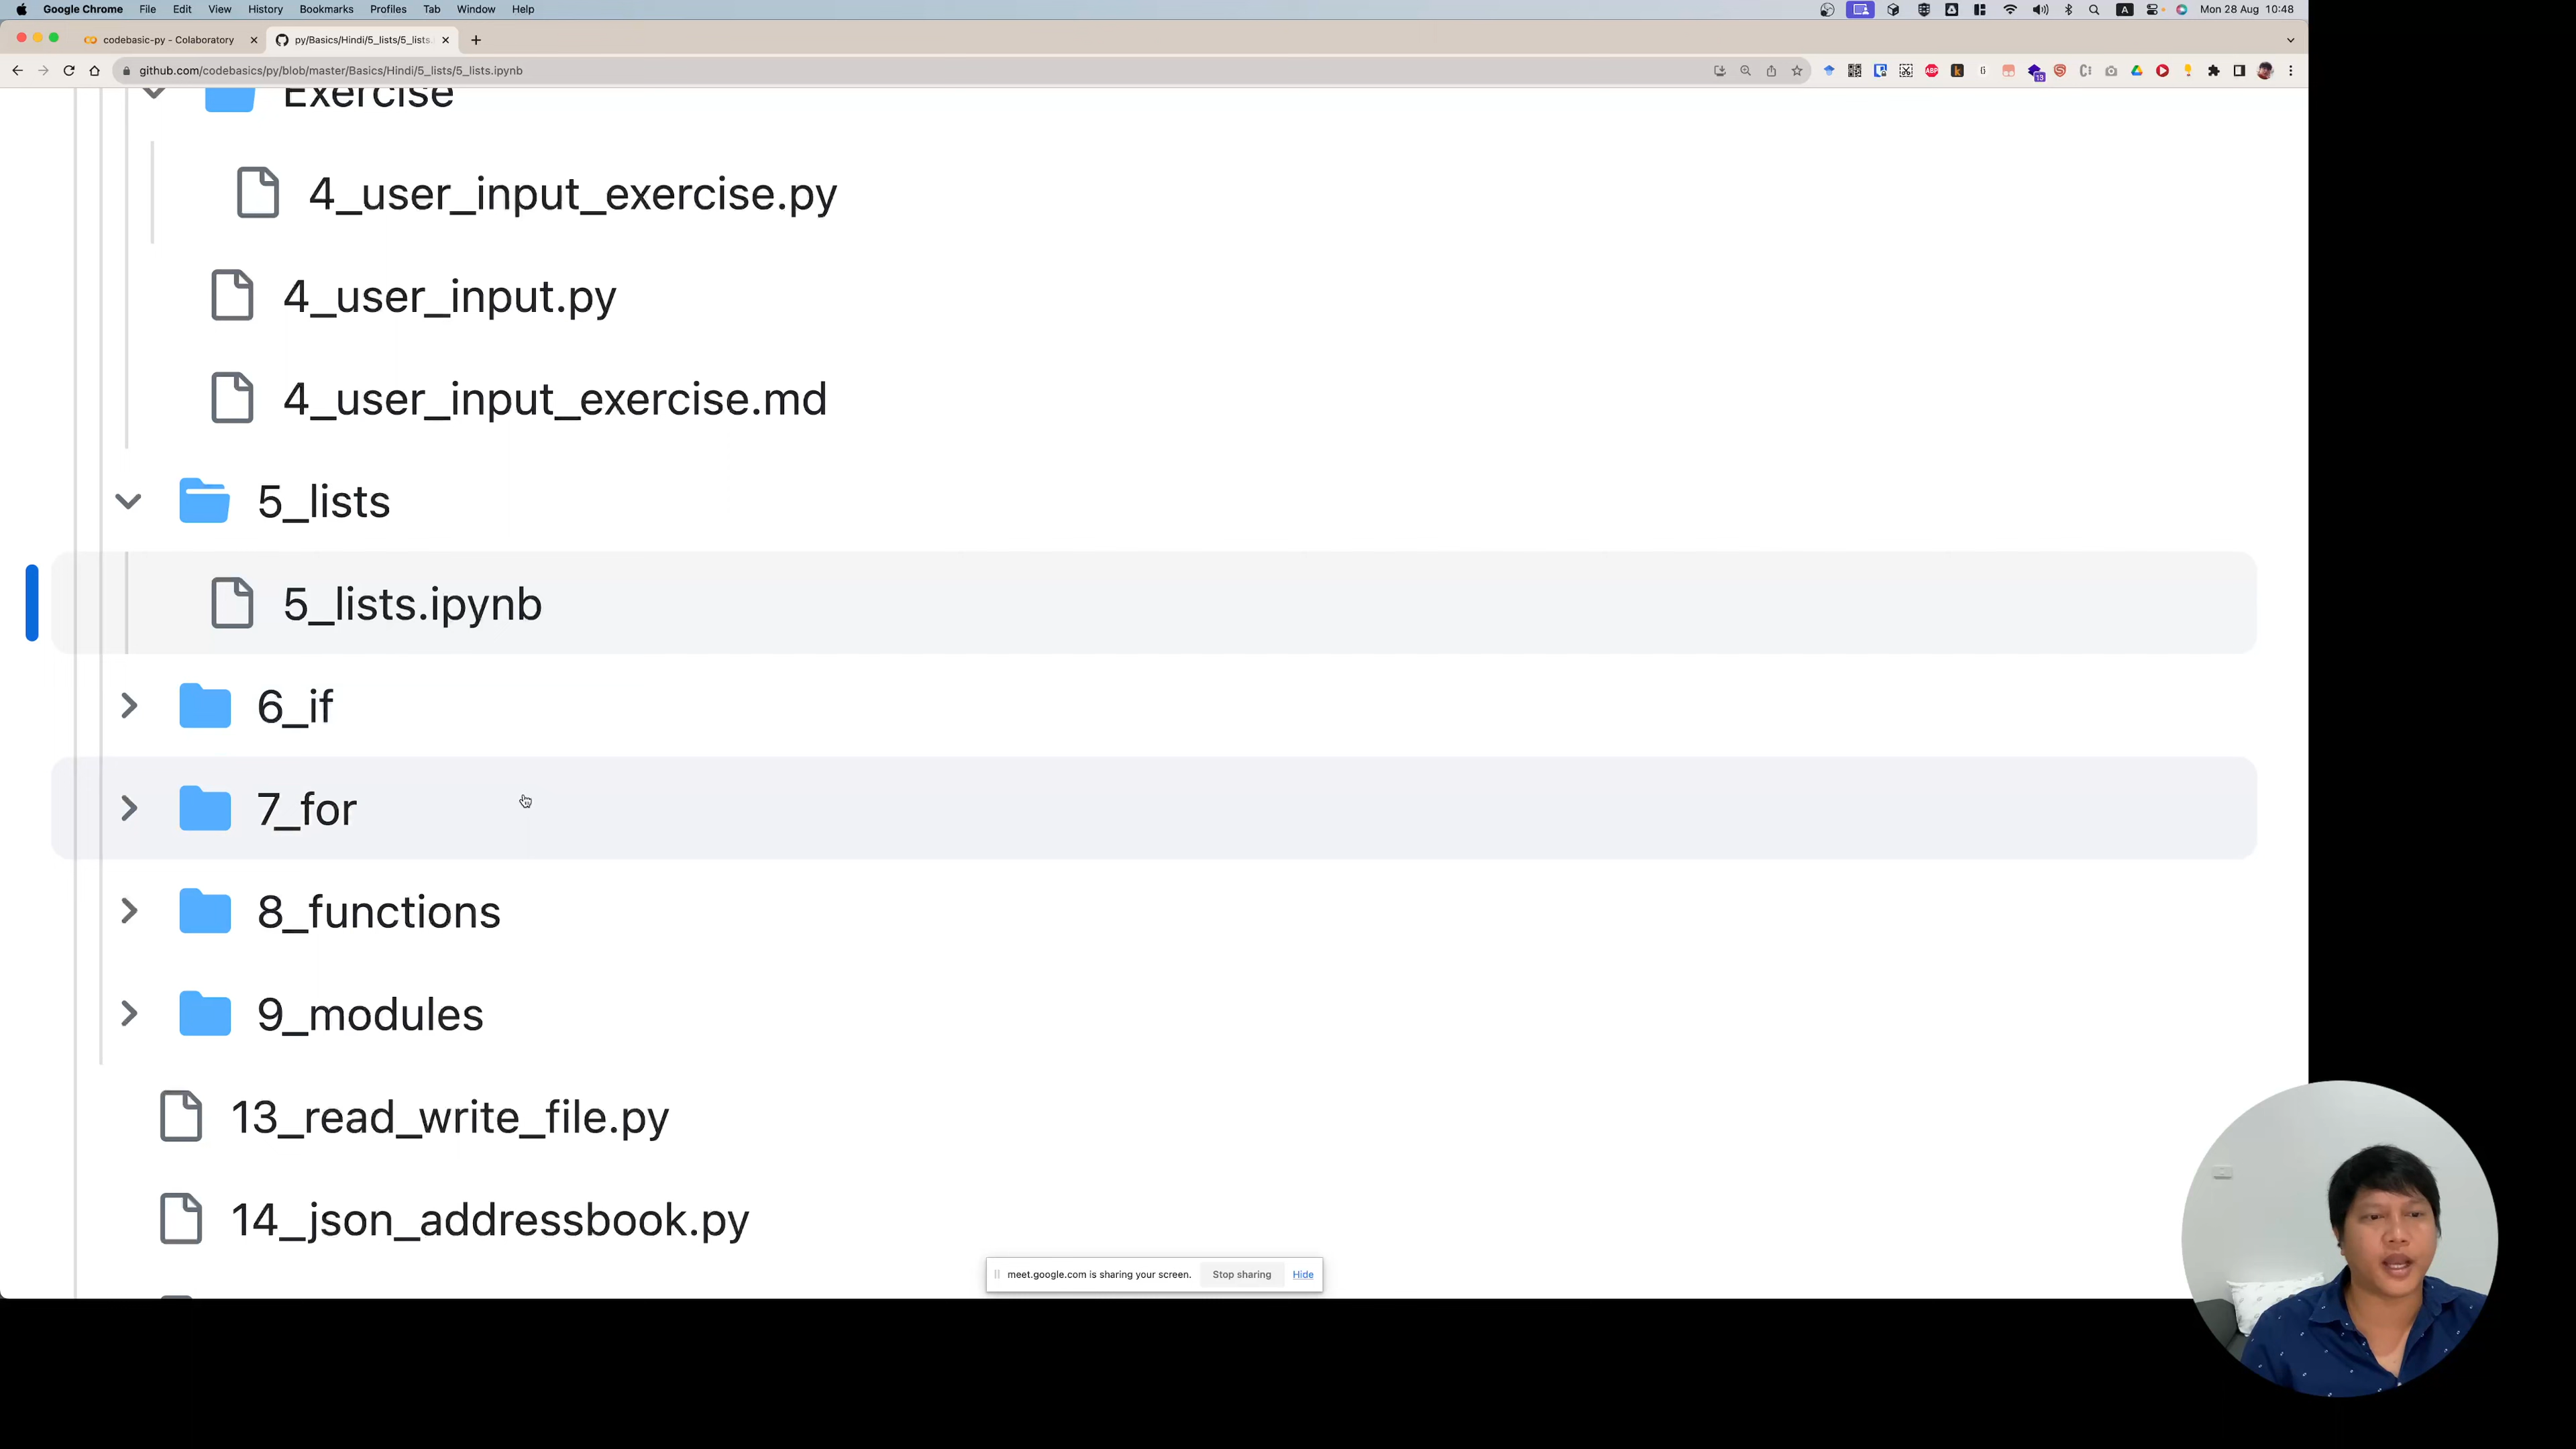 Google Chrome File Edit View History Bookmarks Profiles Tab Window Help
A Mon 28 Aug 10:48
codebasic-py - Colaboratory
py/Basics/Hindi/5_lists/5_lists.
github.com/codebasics/py/blob/master/Basics/Hindi/5_lists/5_lists.ipynb
ABP
k
13
Exercise
4_user_input_exercise.py
4_user_input.py
4_user_input_exercise.md
5_lists
5_lists.ipynb
6_if
7_for
8_functions
9_modules
13_read_write_file.py
14_json_addressbook.py
meet.google.com is sharing your screen. Stop sharing Hide